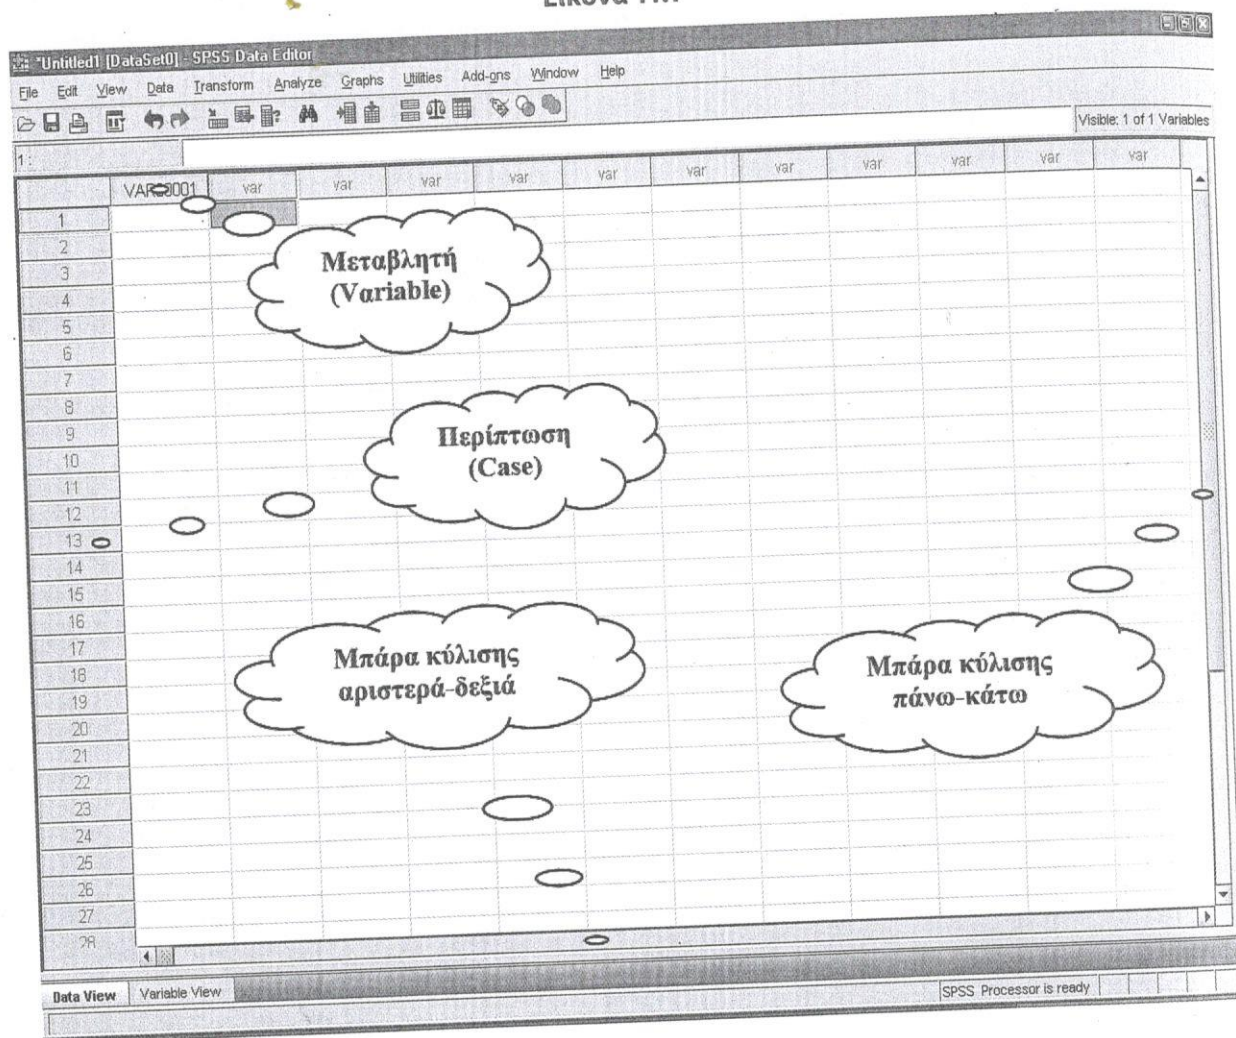 *Untitled1 [DataSet0] - SPSS Data Editor
File Edit View Data Transform Analyze Graphs Utilities Add-ons Window Help
Visible: 1 of 1 Variables
1 :
var var var var var var var var var var var
1
2
3
4
5
6
7
8
9
10
11
12
13
14
15
16
17
18
19
20
21
22
23
24
25
26
27
28
Μεταβλητή
(Variable)
Περίπτωση
(Case)
Μπάρα κύλισης
αριστερά-δεξιά
Μπάρα κύλισης
πάνω-κάτω
Data View Variable View
SPSS Processor is ready